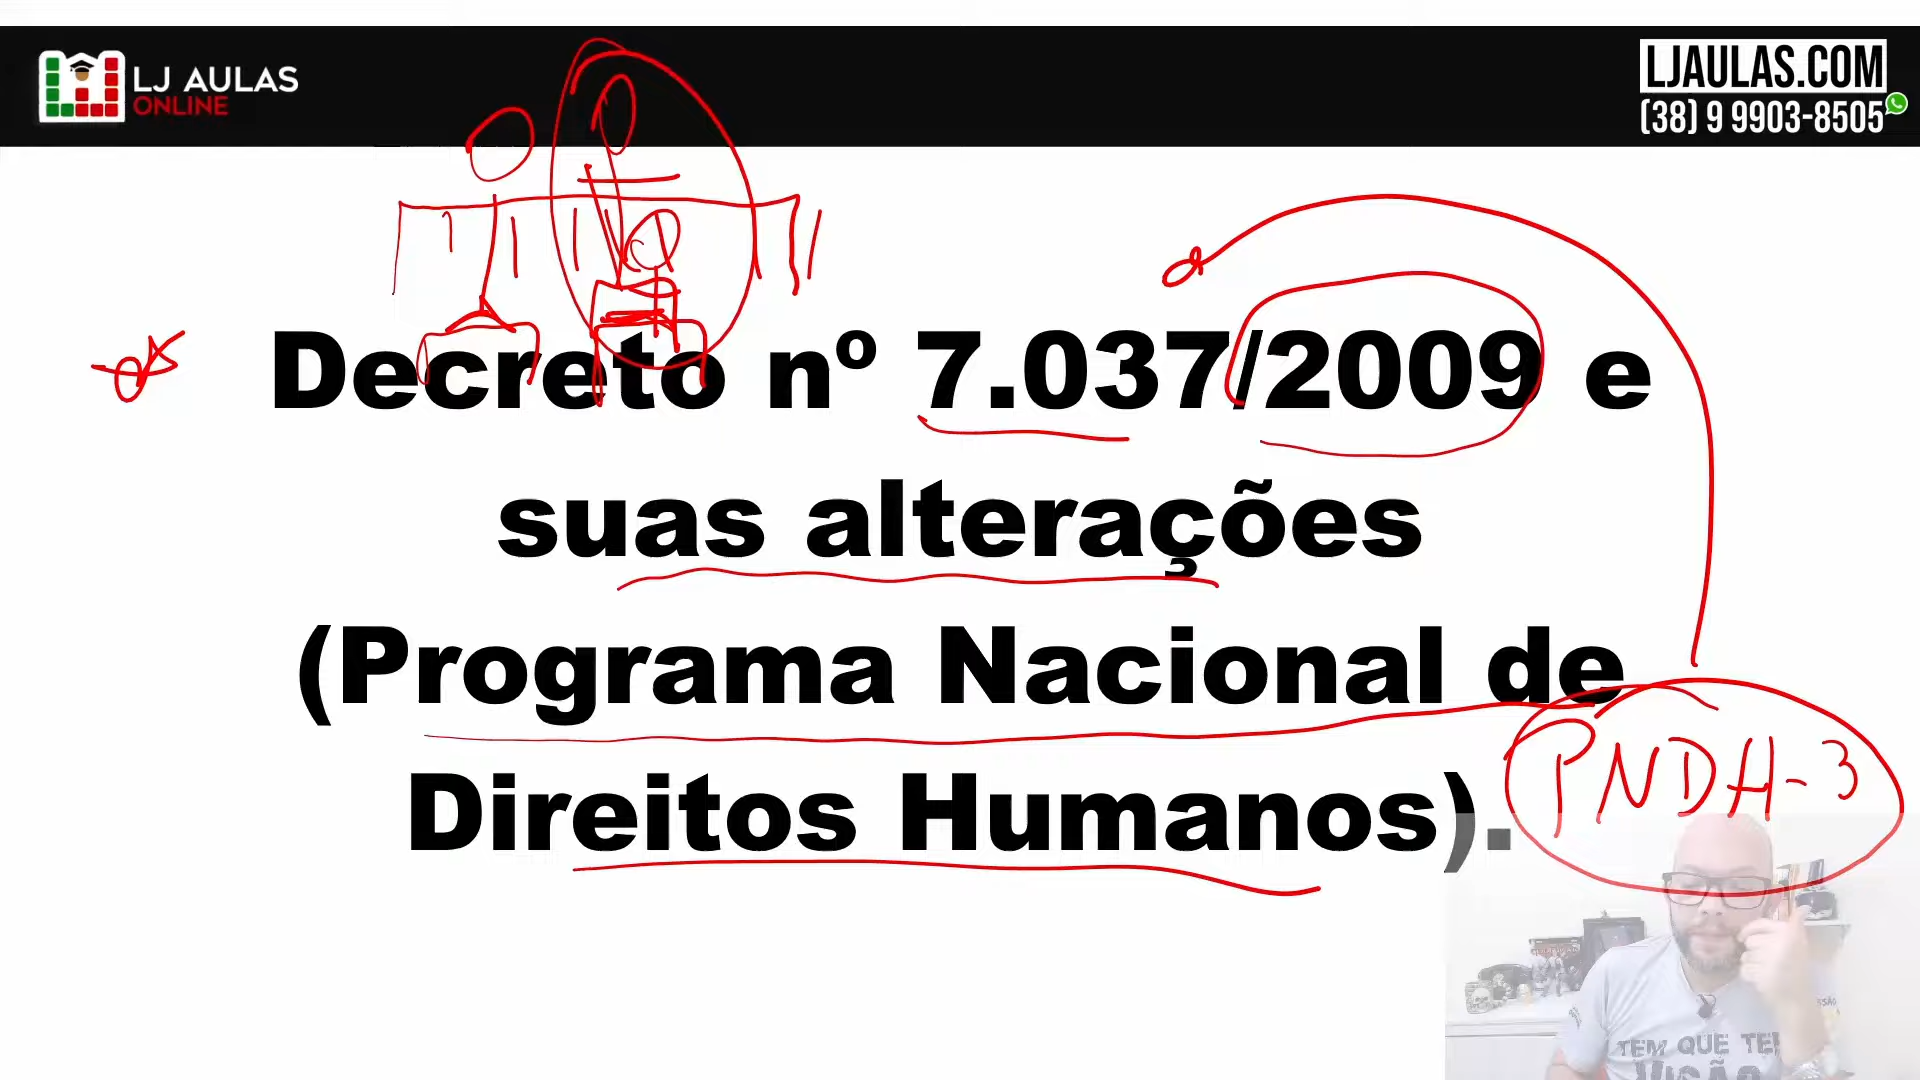 LJ AULAS
ONLINE
LJAULAS.COM
(38) 9 9903-8505
Decreto nº 7.037/2009 e
suas alterações
(Programa Nacional de
Direitos Humanos).
PNDH-3
TEM QUE TER
VISÃO